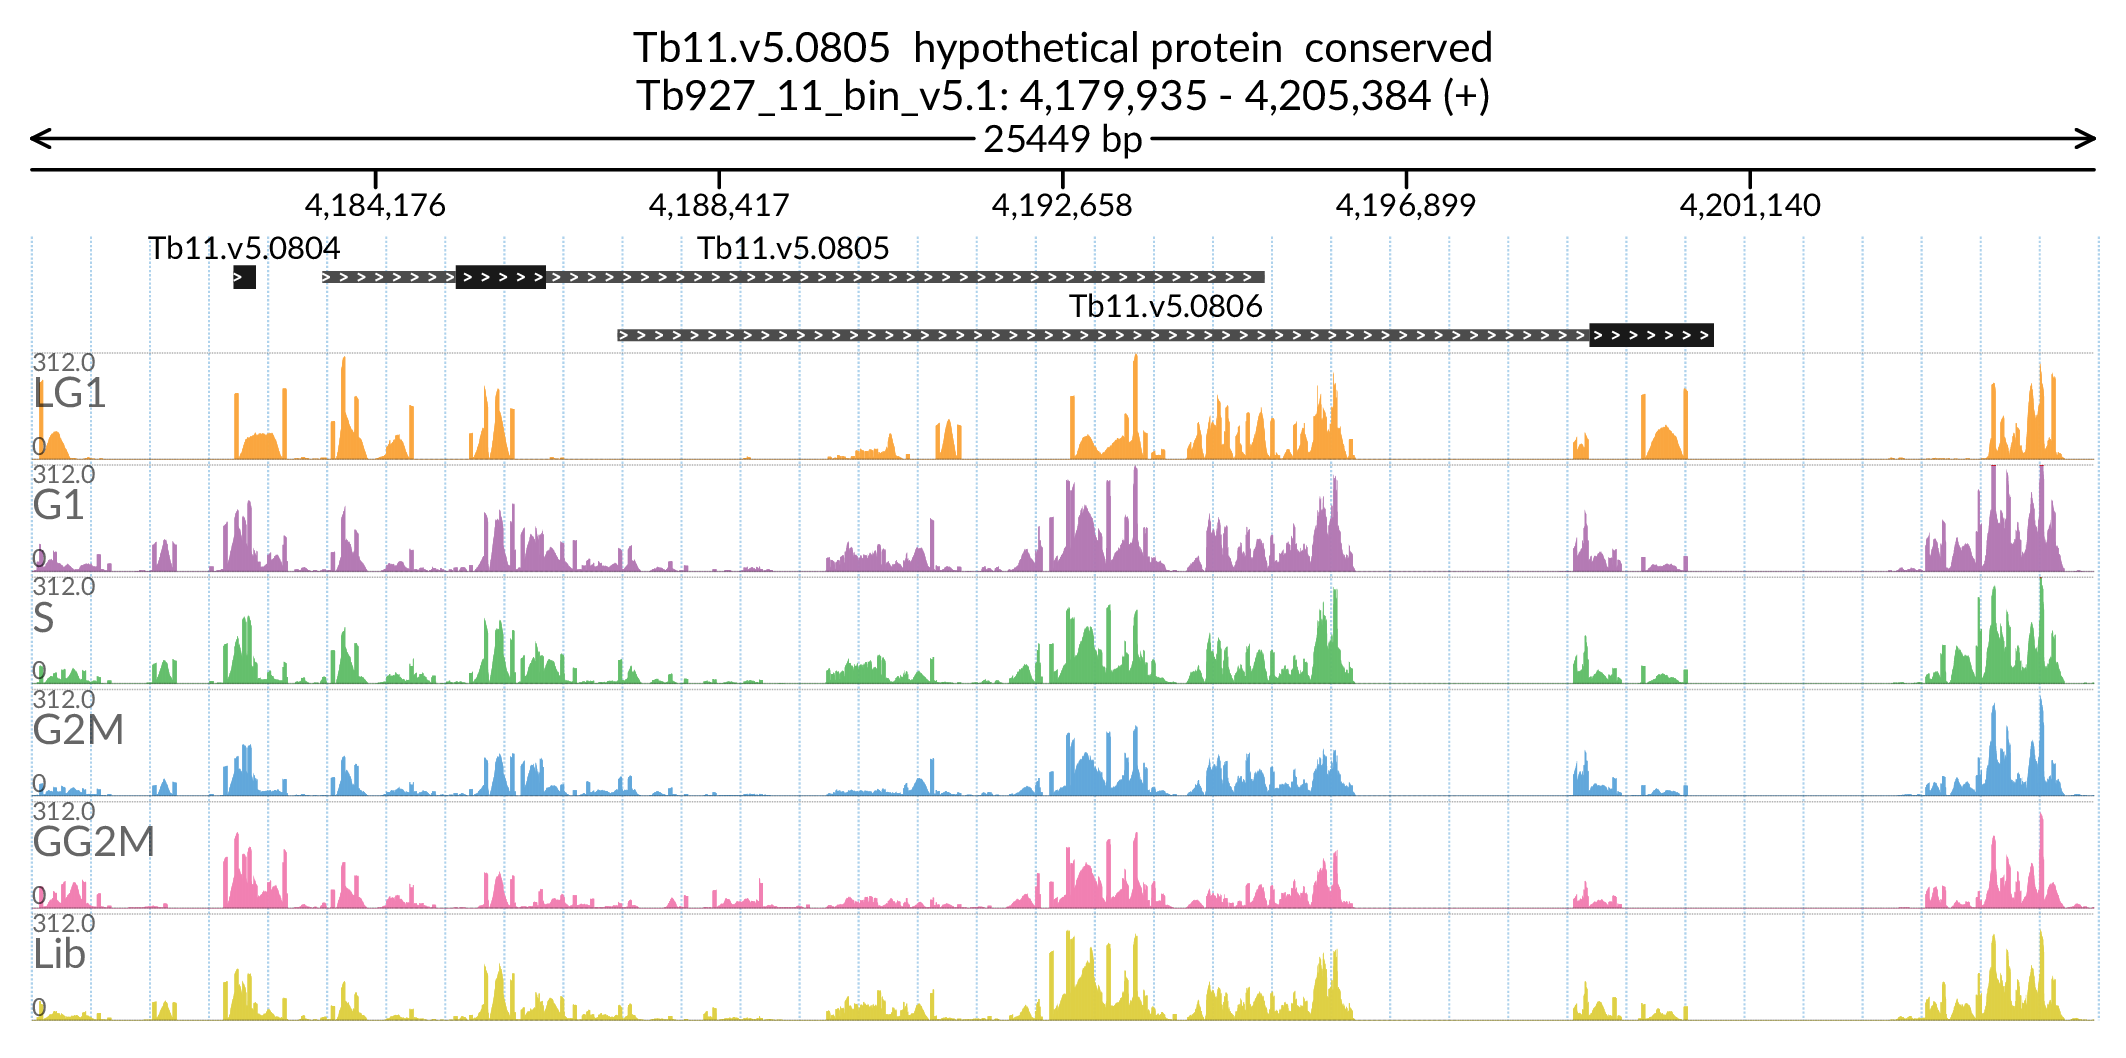 Tb11.v5.0805 hypothetical protein conserved
Tb927_11_bin_v5.1: 4,179,935 - 4,205,384 (+)
25449 bp
4,184,176 4,188,417 4,192,658 4,196,899 4,201,140
Tb11.v5.0804 Tb11.v5.0805
Tb11.v5.0806
312.0
LG1
0
312.0
G1
0
312.0
S
0
312.0
G2M
0
312.0
GG2M
0
312.0
Lib
0